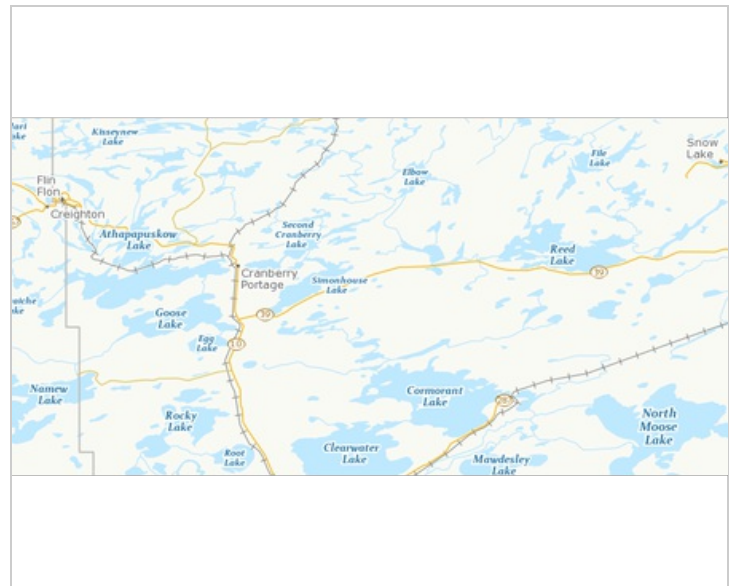 Kisseynew
Lake
Snow
Lake
File
Lake
Elbow
Lake
Flin
Flon
Creighton
Athapapuskow
Lake
Second
Cranberry
Lake
Reed
Lake
39
Cranberry
Portage
Simonhouse
Lake
Goose
Lake
39
Egg
Lake
10
Namew
Lake
Cormorant
Lake
Rocky
Lake
North
Moose
Lake
Root
Lake
Clearwater
Lake
Mawdesley
Lake